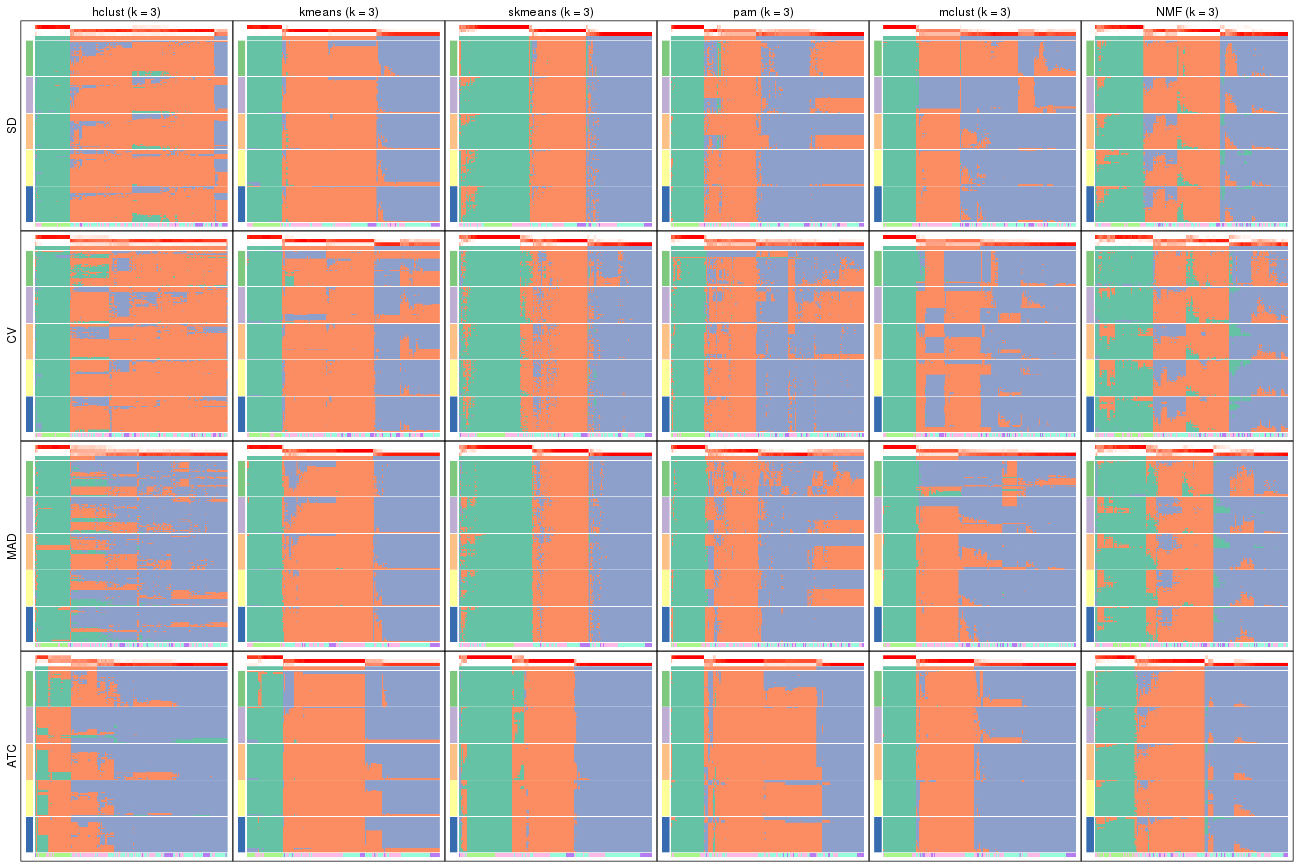 hclust (k = 3)
kmeans (k = 3)
skmeans (k = 3)
pam (k = 3)
mclust (k = 3)
NMF (k = 3)
SD
CV
MAD
ATC